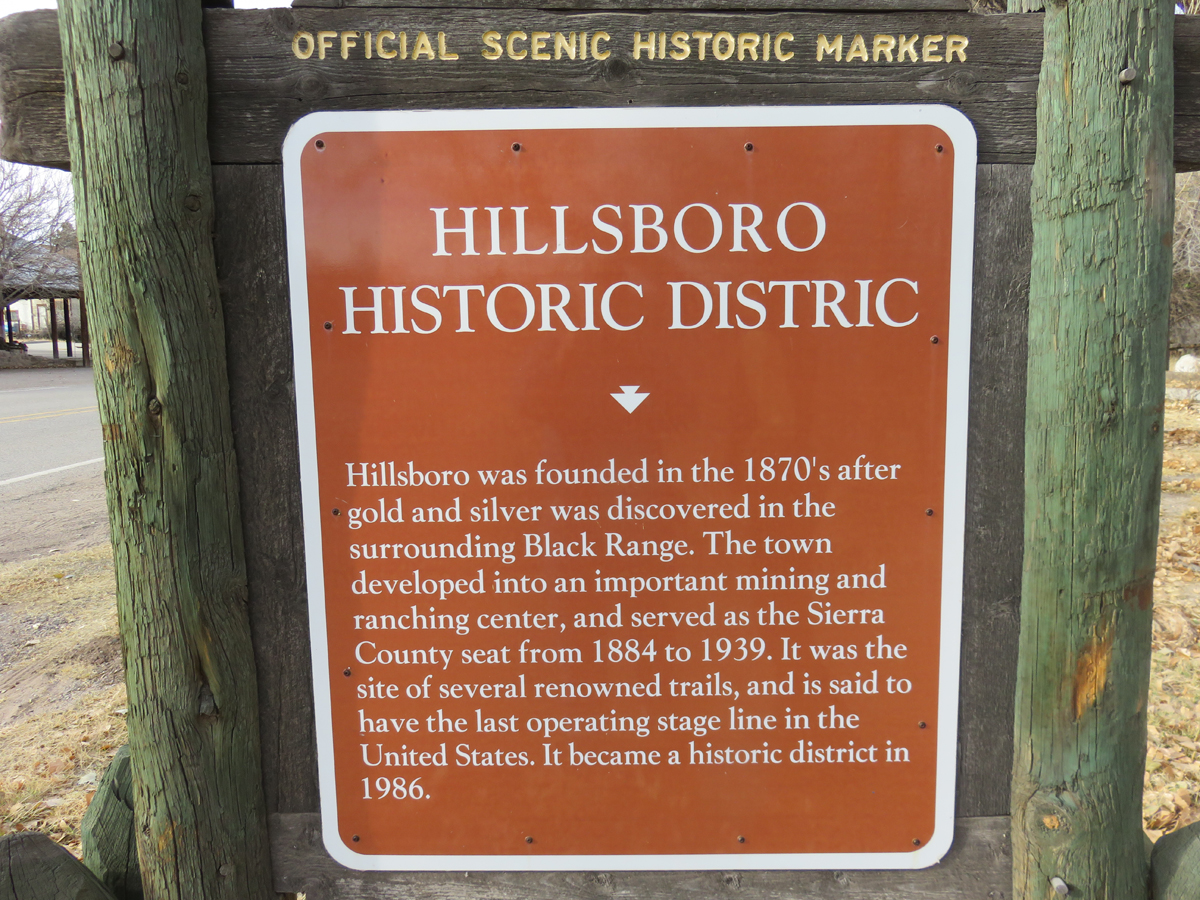 OFFICIAL SCENIC HISTORIC MARKER
HILLSBORO
HISTORIC DISTRIC
Hillsboro was founded in the 1870's after
gold and silver was discovered in the
surrounding Black Range. The town
developed into an important mining and
ranching center, and served as the Sierra
County seat from 1884 to 1939. It was the
site of several renowned trails, and is said to
have the last operating stage line in the
United States. It became a historic district in
1986.